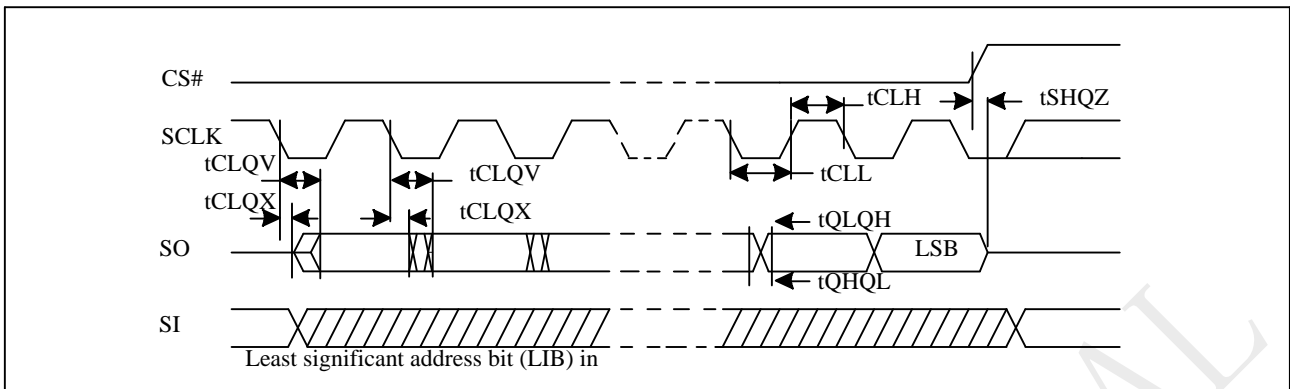 CS#
tCLH
tSHQZ
SCLK
tCLQV
tCLQV
tCLL
tCLQX
tCLQX
tQLQH
SO
LSB
tQHQL
SI
Least significant address bit (LIB) in
AL